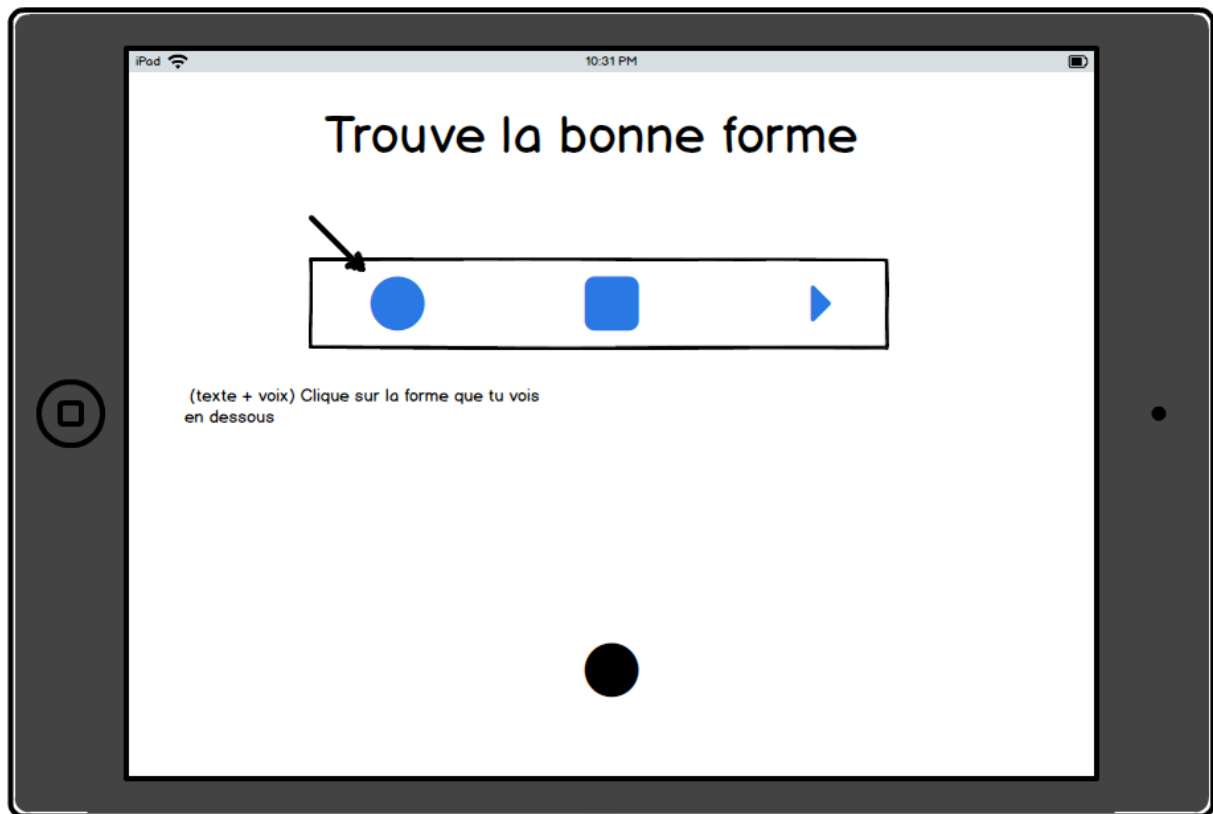 iPad
10:31 PM
Trouve la bonne forme
(texte + voix) Clique sur la forme que tu vois
en dessous